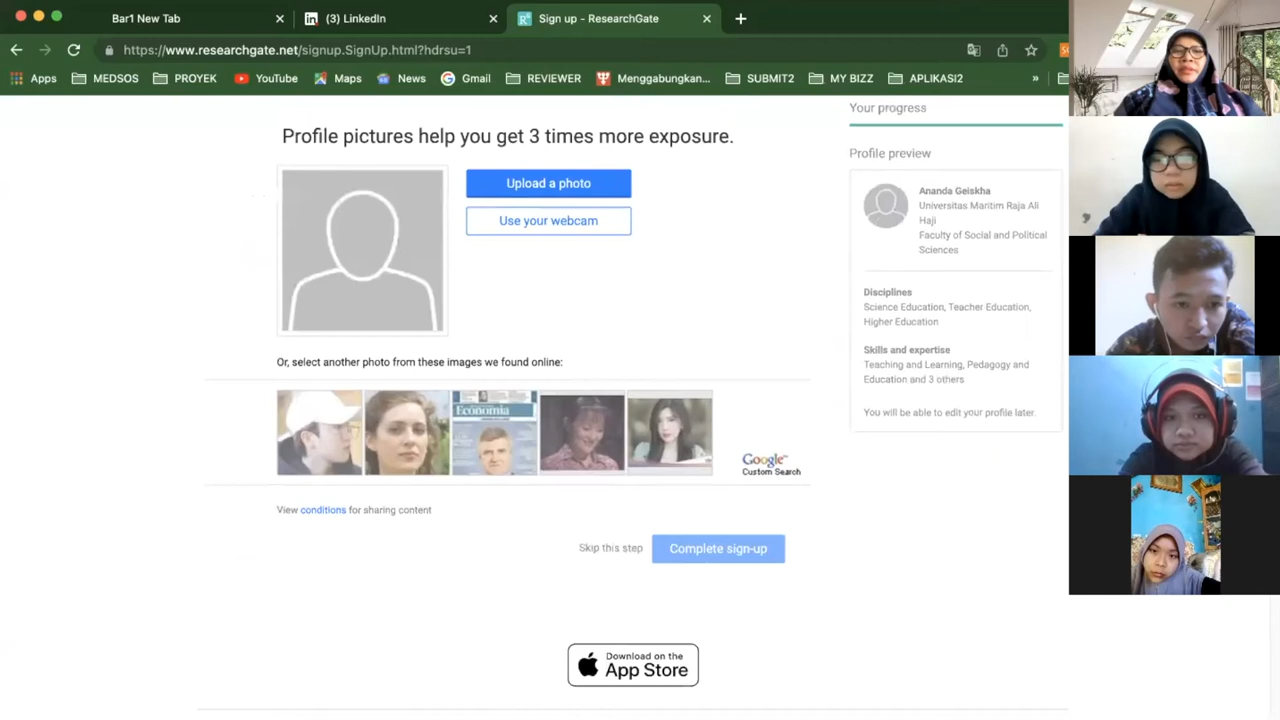 Bar1 New Tab
(3) LinkedIn
Sign up - ResearchGate
https://www.researchgate.net/signup.SignUp.html?hdrsu=1
Apps
MEDSOS
PROYEK
YouTube
Maps
News
Gmail
REVIEWER
Menggabungkan...
SUBMIT2
MY BIZZ
APLIKASI2
»
Profile pictures help you get 3 times more exposure.
Upload a photo
Use your webcam
Or, select another photo from these images we found online:
Economía
Google™
Custom Search
View conditions for sharing content
Skip this step
Complete sign-up
Download on the
App Store
Your progress
Profile preview
Ananda Geiskha
Universitas Maritim Raja Ali
Haji
Faculty of Social and Political
Sciences
Disciplines
Science Education, Teacher Education,
Higher Education
Skills and expertise
Teaching and Learning, Pedagogy and
Education and 3 others
You will be able to edit your profile later.